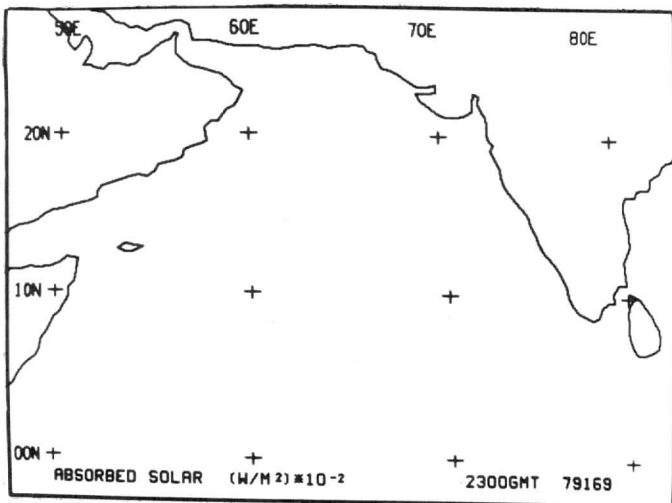 50E 60E 70E 80E
20N
10N
00N
ABSORBED SOLAR (W/M²)*10⁻² 2300GMT 79169